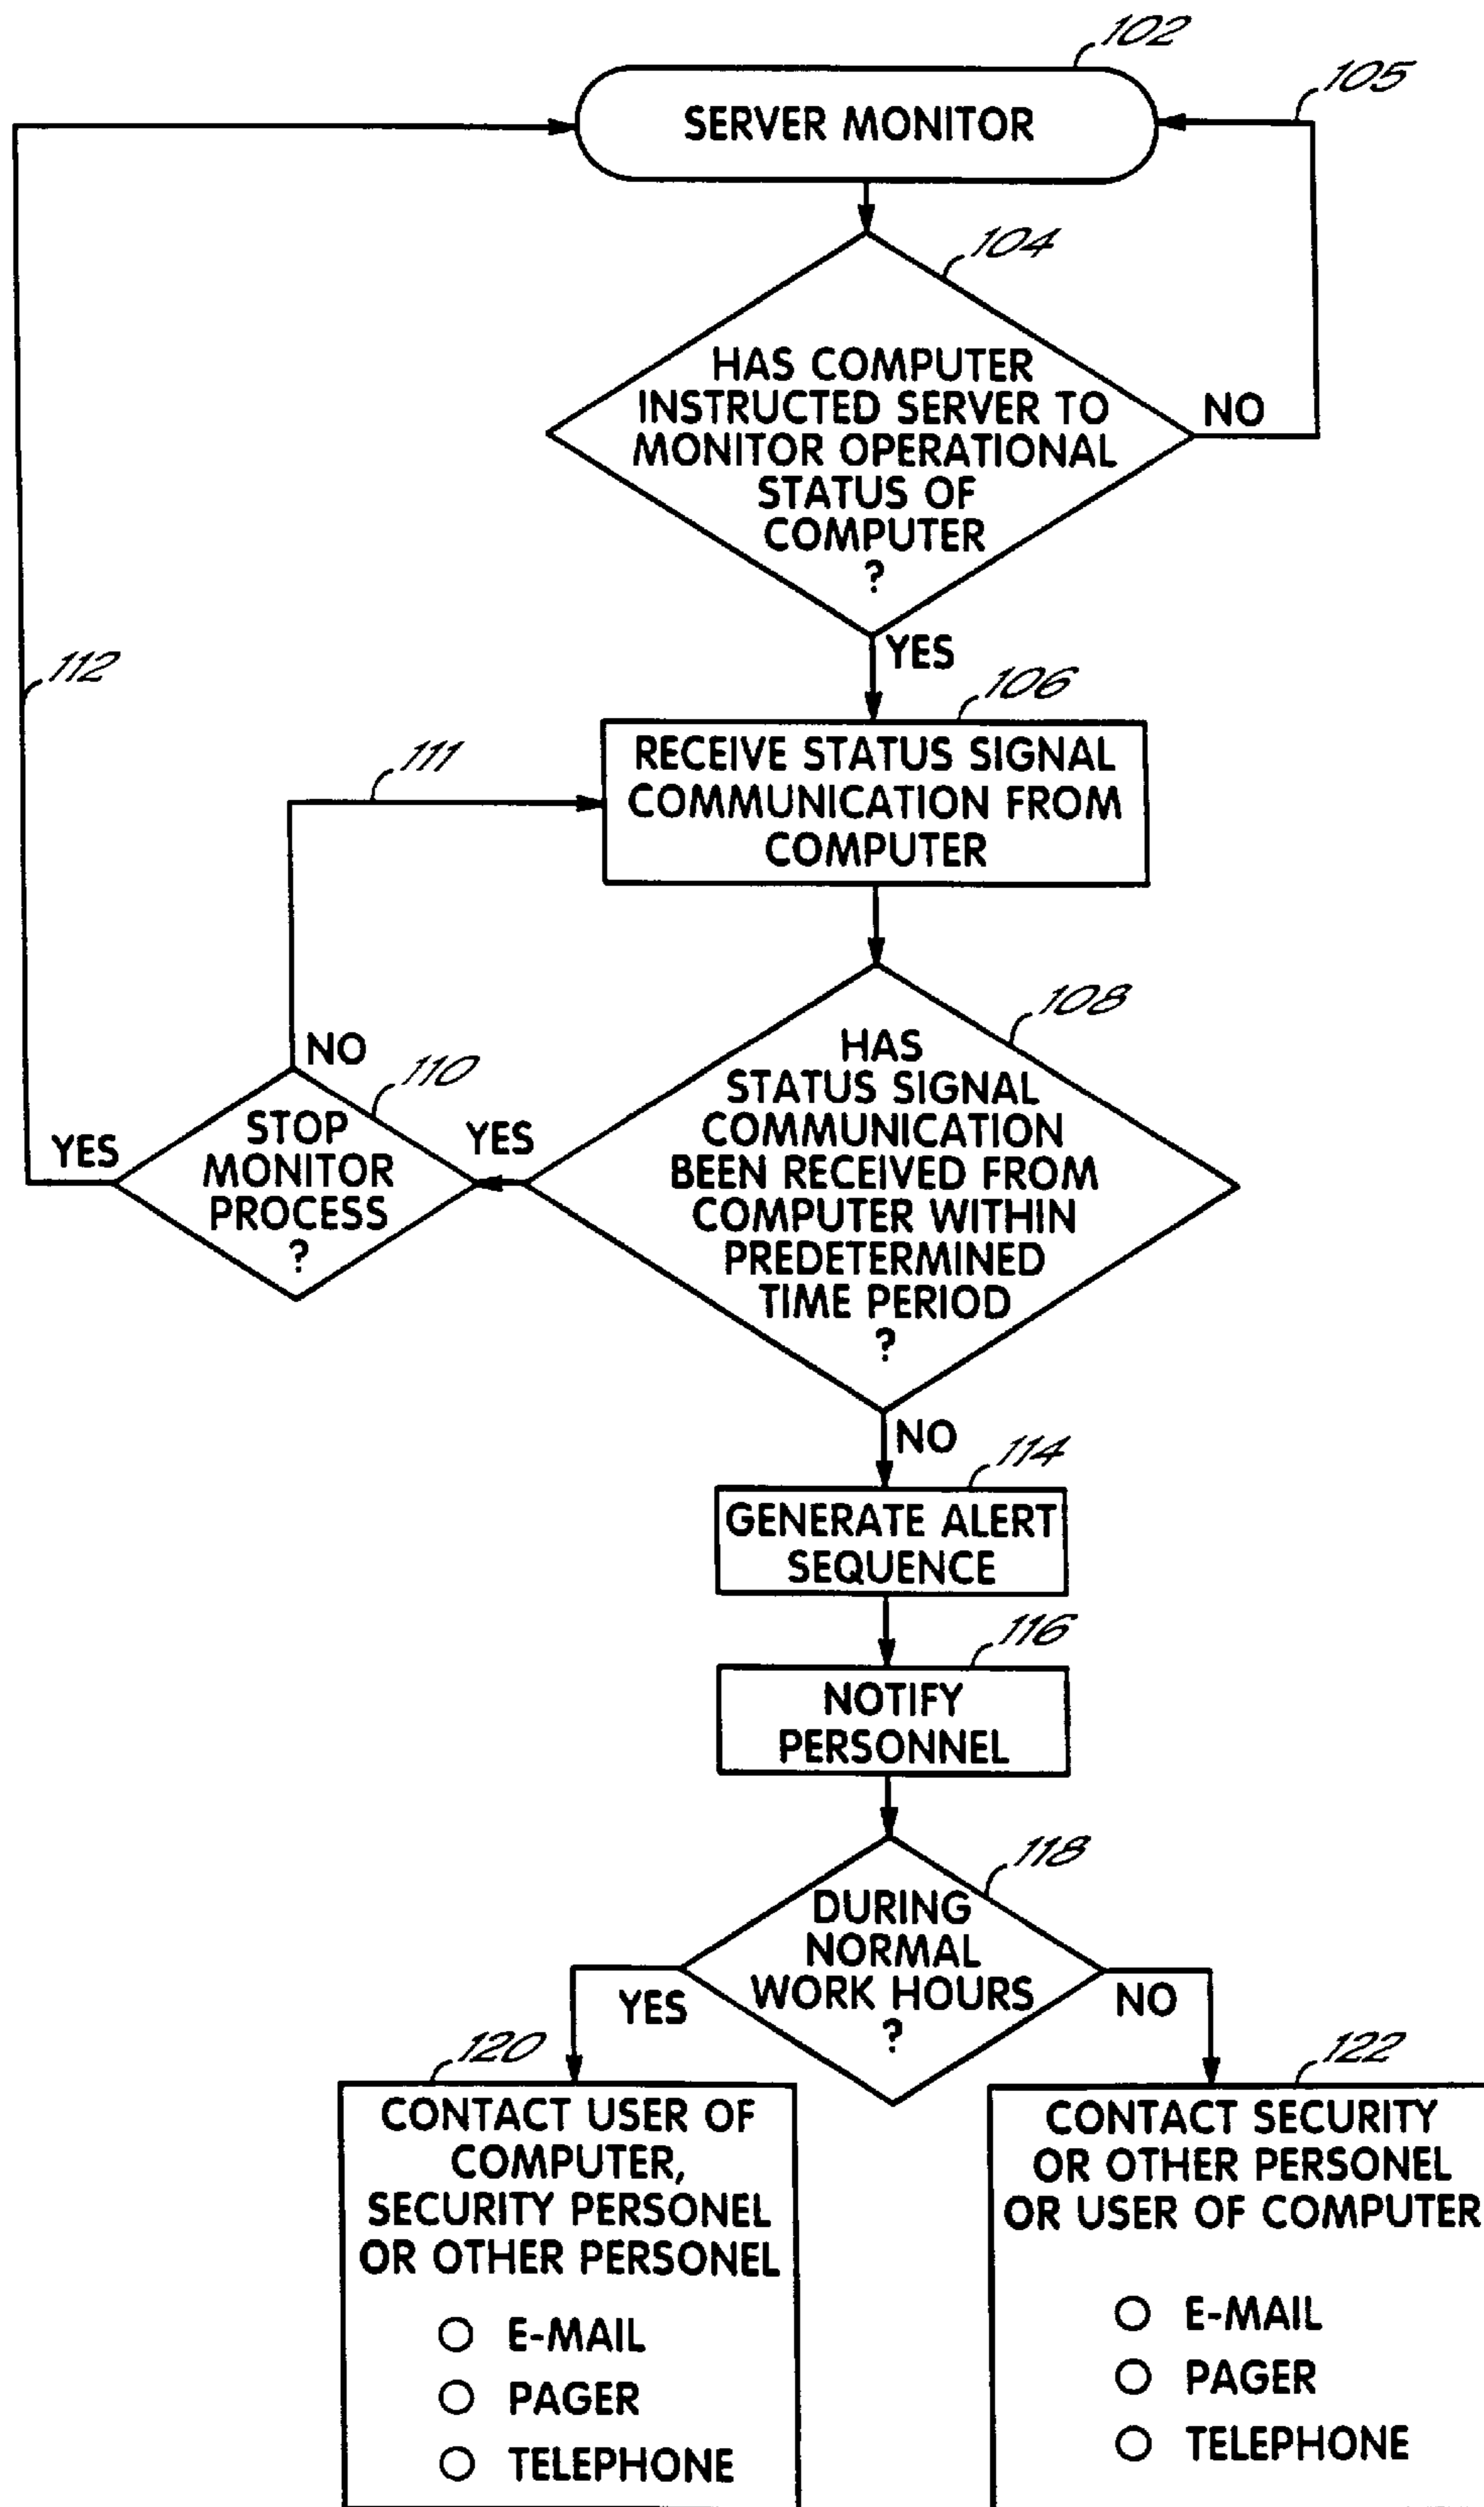 102
105
SERVER MONITOR
104
HAS COMPUTER
INSTRUCTED SERVER TO
MONITOR OPERATIONAL
STATUS OF
COMPUTER
?
NO
YES
112
106
111
RECEIVE STATUS SIGNAL
COMMUNICATION FROM
COMPUTER
108
HAS
STATUS SIGNAL
COMMUNICATION
BEEN RECEIVED FROM
COMPUTER WITHIN
PREDETERMINED
TIME PERIOD
?
YES
NO
110
STOP
MONITOR
PROCESS
?
YES
NO
114
GENERATE ALERT
SEQUENCE
116
NOTIFY
PERSONNEL
118
DURING
NORMAL
WORK HOURS
?
YES
NO
120
CONTACT USER OF
COMPUTER,
SECURITY PERSONEL
OR OTHER PERSONEL
E-MAIL
PAGER
TELEPHONE
122
CONTACT SECURITY
OR OTHER PERSONEL
OR USER OF COMPUTER
E-MAIL
PAGER
TELEPHONE